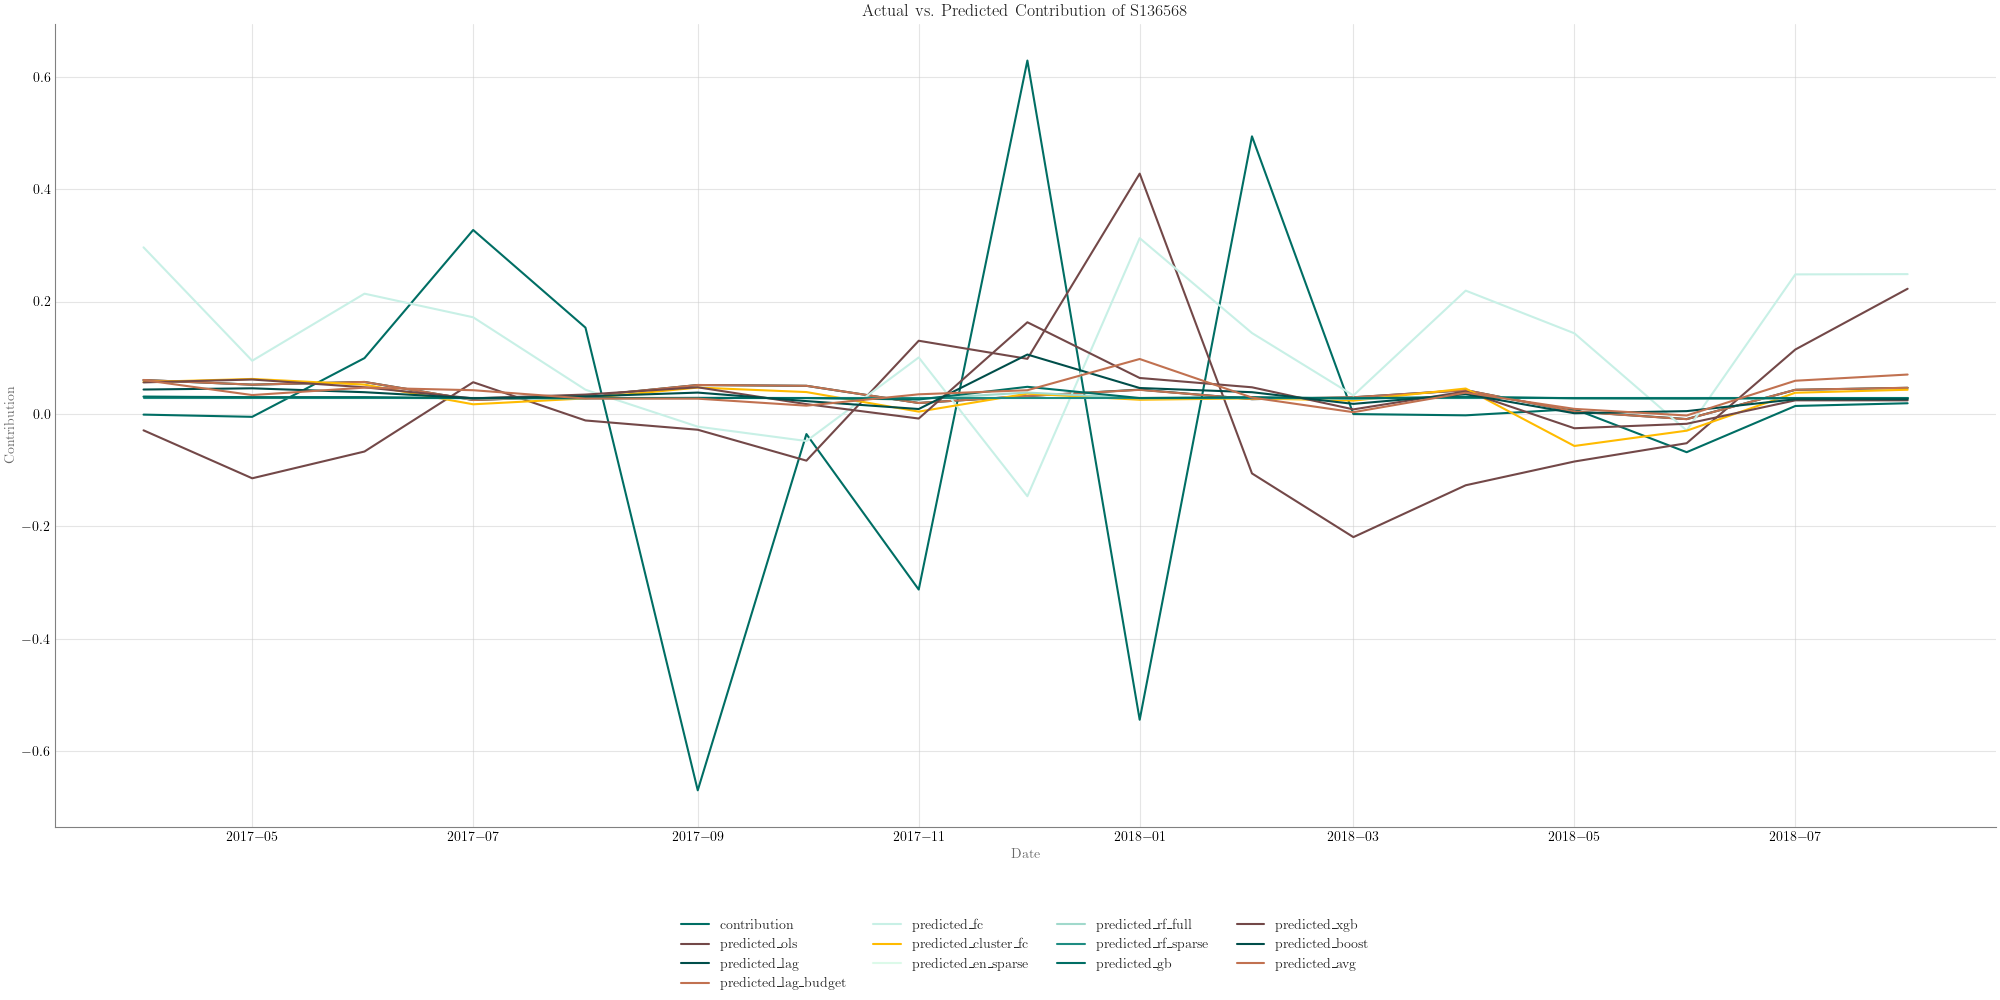 Actual vs. Predicted Contribution of S136568
Contribution
0.6
0.4
0.2
0.0
−0.2
−0.4
−0.6
2017−05 2017−07 2017−09 2017−11 2018−01 2018−03 2018−05 2018−07
Date
contribution predicted_fc predicted_rf_full predicted_xgb
predicted_ols predicted_cluster_fc predicted_rf_sparse predicted_boost
predicted_lag predicted_en_sparse predicted_gb predicted_avg
predicted_lag_budget